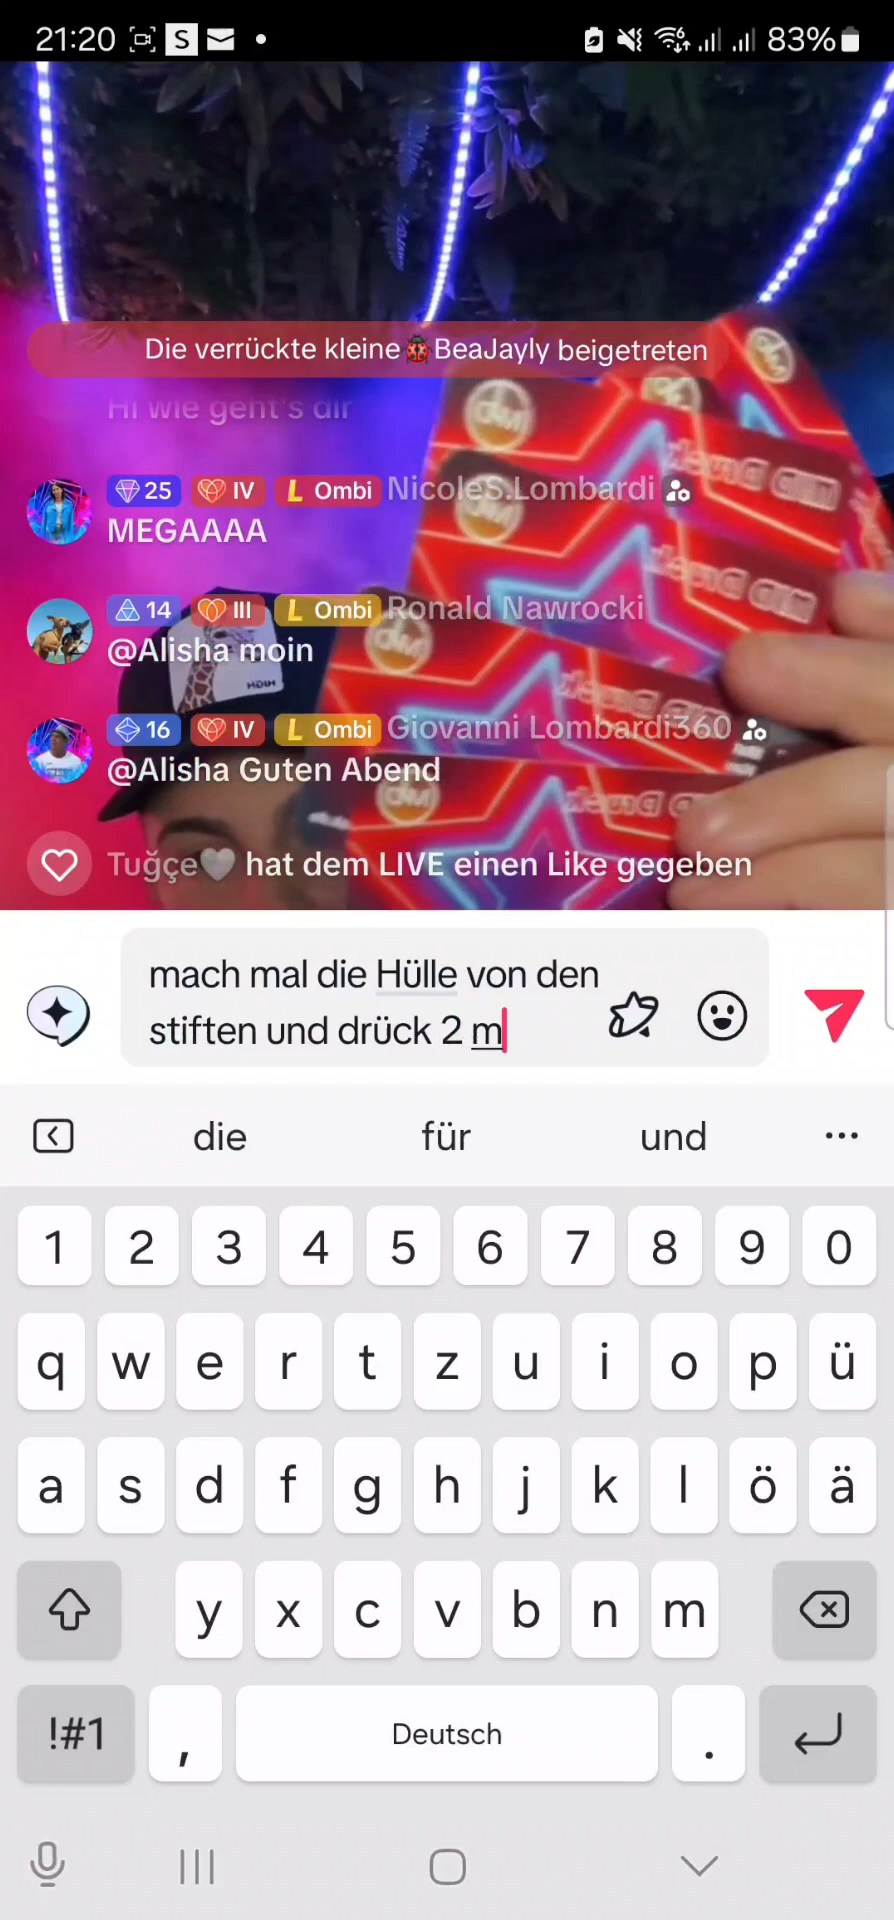 21:20 S 83%
Die verrückte kleine🐞BeaJayly beigetreten
Hi wie geht's dir
25 IV L Ombi NicoleS.Lombardi
MEGAAAA
14 III L Ombi Ronald Nawrocki
@Alisha moin
HDIH
16 IV L Ombi Giovanni Lombardi360
@Alisha Guten Abend
Tuğçe🤍 hat dem LIVE einen Like gegeben
mach mal die Hülle von den
stiften und drück 2 m
die für und ...
1 2 3 4 5 6 7 8 9 0
q w e r t z u i o p ü
a s d f g h j k l ö ä
y x c v b n m
!#1 , Deutsch .